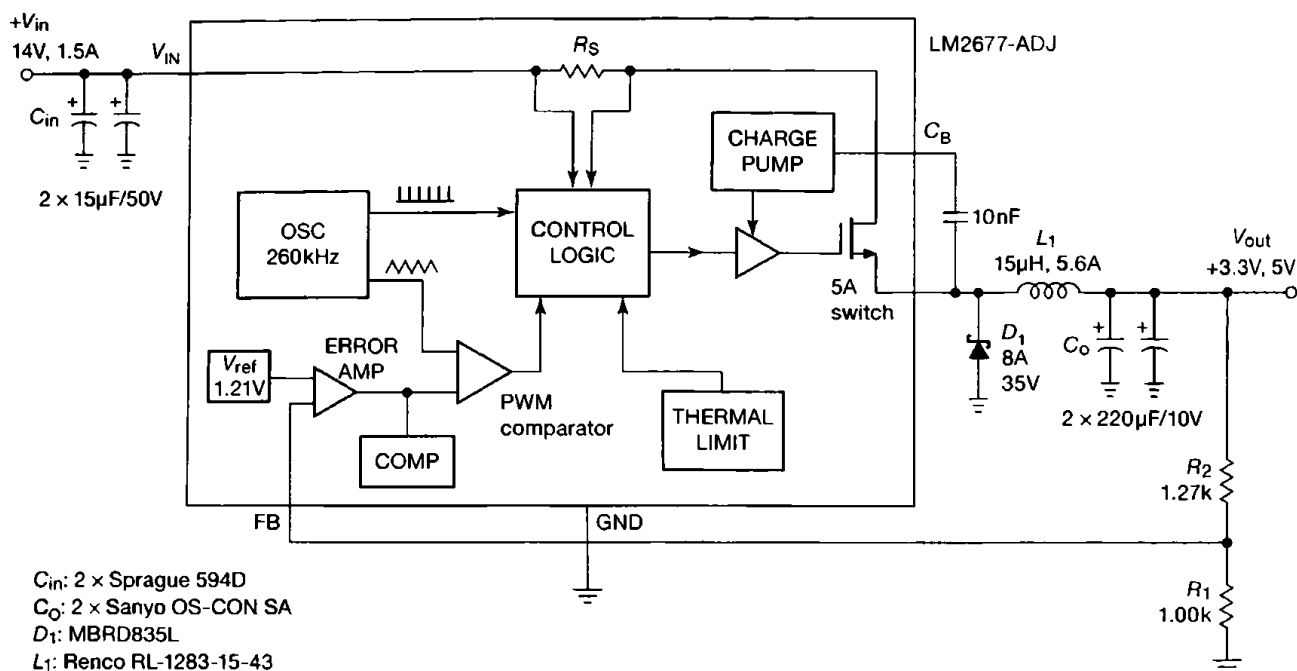 +Vin
14V, 1.5A
VIN
RS
LM2677-ADJ
Cin
+
+
2 × 15µF/50V
CHARGE
PUMP
CB
OSC
260kHz
CONTROL
LOGIC
10nF
L1
15µH, 5.6A
Vout
+3.3V, 5V
5A
switch
Vref
1.21V
ERROR
AMP
PWM
comparator
COMP
THERMAL
LIMIT
D1
8A
35V
Co
+
+
2 × 220µF/10V
R2
1.27k
FB
GND
R1
1.00k
Cin: 2 × Sprague 594D
CO: 2 × Sanyo OS-CON SA
D1: MBRD835L
L1: Renco RL-1283-15-43